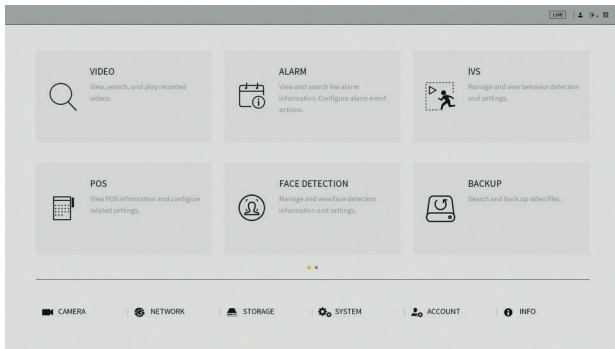 LIVE
VIDEO
View, search, and play recorded
videos.
ALARM
View and search live alarm
information. Configure alarm event
actions.
IVS
Manage and view behavior detection
and settings.
POS
View POS information and configure
related settings.
FACE DETECTION
Manage and view face detection
information and settings.
BACKUP
Search and back up video files.
CAMERA
NETWORK
STORAGE
SYSTEM
ACCOUNT
INFO